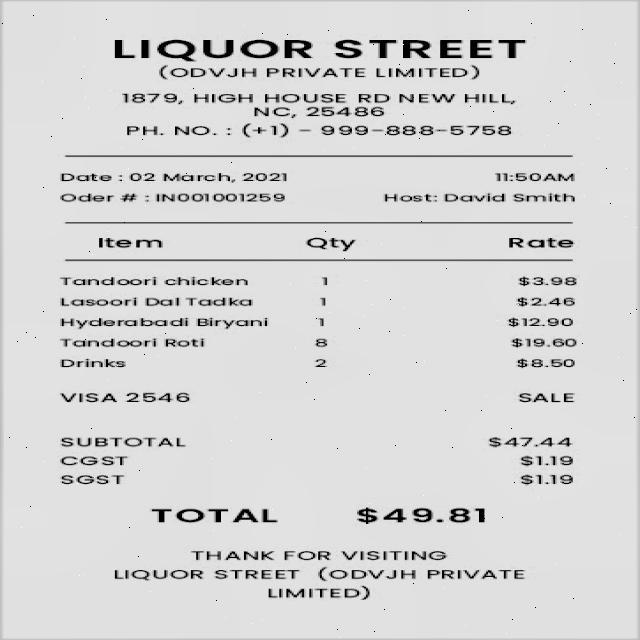 LIQUOR STREET
(ODVJH PRIVATE LIMITED)
1879, HIGH HOUSE RD NEW HILL,
NC, 25486
PH. NO. : (+1) - 999-888-5758
Date : 02 March, 2021 11:50AM
Oder # : IN001001259 Host: David Smith
Item Qty Rate
Tandoori chicken 1 $3.98
Lasoori Dal Tadka 1 $2.46
Hyderabadi Biryani 1 $12.90
Tandoori Roti 8 $19.60
Drinks 2 $8.50
VISA 2546 SALE
SUBTOTAL $47.44
CGST $1.19
SGST $1.19
TOTAL $49.81
THANK FOR VISITING
LIQUOR STREET (ODVJH PRIVATE
LIMITED)